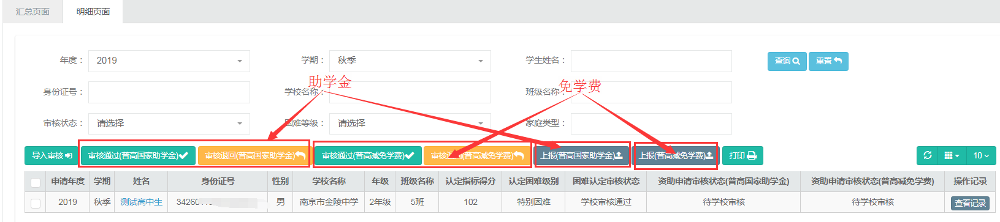 汇总页面 明细页面
年度： 2019 学期： 秋季 学生姓名： 查询 重置
助学金 免学费
身份证号： 学校名称： 班级名称：
审核状态： 请选择 困难等级： 请选择 家庭类型：
导入审核 审核通过(普高国家助学金) 审核退回(普高国家助学金) 审核通过(普高减免学费) 审核退回(普高减免学费) 上报(普高国家助学金) 上报(普高减免学费) 打印 10
申请年度 学期 姓名 身份证号 性别 学校名称 年级 班级名称 认定指标得分 认定困难级别 困难认定审核状态 资助申请审核状态(普高国家助学金) 资助申请审核状态(普高减免学费) 操作记录
2019 秋季 测试高中生 34260 男 南京市金陵中学 2年级 5班 102 特别困难 学校审核通过 待学校审核 待学校审核 查看记录